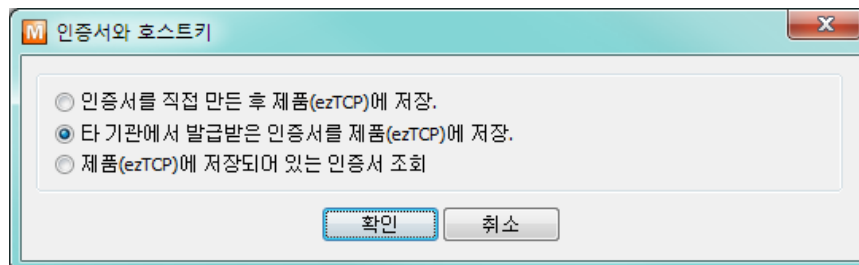 M 인증서와 호스트키
인증서를 직접 만든 후 제품(ezTCP)에 저장.
타 기관에서 발급받은 인증서를 제품(ezTCP)에 저장.
제품(ezTCP)에 저장되어 있는 인증서 조회
확인 취소